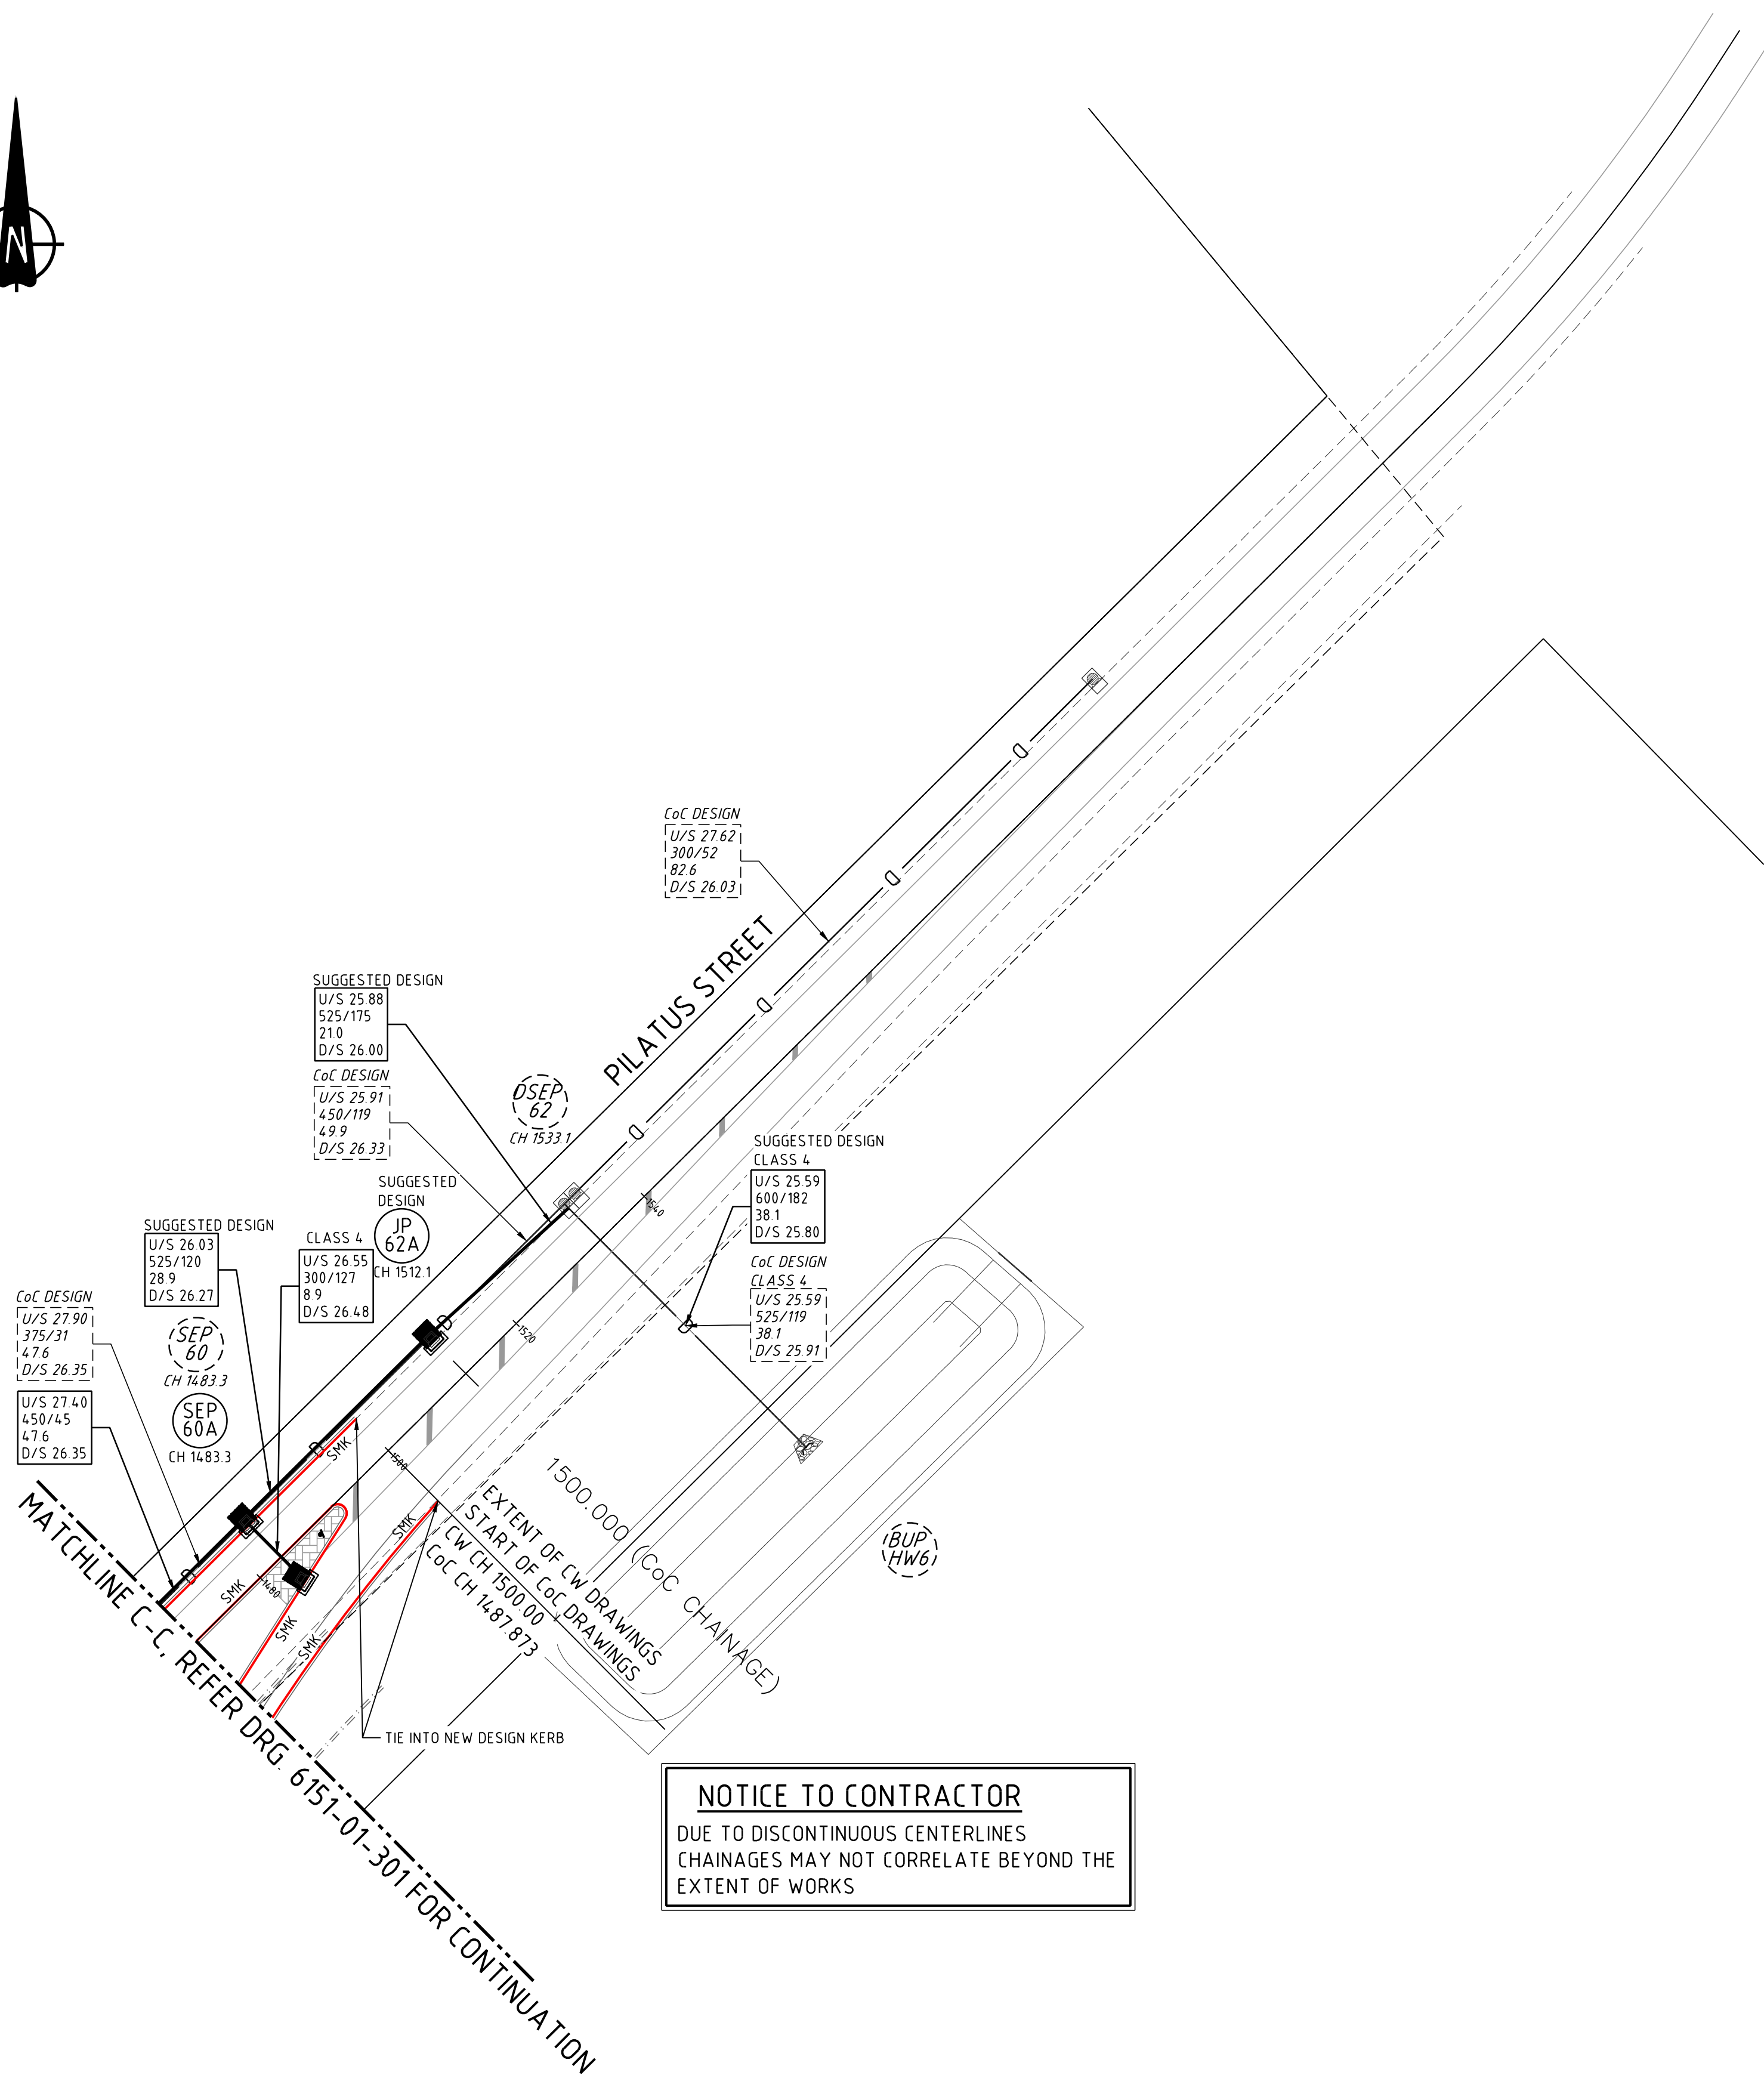 N
CoC DESIGN
U/S 27.62
300/52
82.6
D/S 26.03
PILATUS STREET
SUGGESTED DESIGN
U/S 25.88
525/175
21.0
D/S 26.00
CoC DESIGN
U/S 25.91
450/119
49.9
D/S 26.33
DSEP
62
CH 1533.1
SUGGESTED
DESIGN
JP
62A
CH 1512.1
SUGGESTED DESIGN
CLASS 4
U/S 25.59
600/182
38.1
D/S 25.80
CoC DESIGN
CLASS 4
U/S 25.59
525/119
38.1
D/S 25.91
SUGGESTED DESIGN
U/S 26.03
525/120
28.9
D/S 26.27
CLASS 4
U/S 26.55
300/127
8.9
D/S 26.48
CoC DESIGN
U/S 27.90
375/31
47.6
D/S 26.35
SEP
60
CH 1483.3
U/S 27.40
450/45
47.6
D/S 26.35
SEP
60A
CH 1483.3
1540
1520
1500
1480
SMK
SMK
SMK
SMK
SMK
EXTENT OF CW DRAWINGS
START OF CoC DRAWINGS
CW CH 1500.00
CoC CH 1487.873
1500.000 (CoC CHAINAGE)
BUP
HW6
MATCHLINE C-C, REFER DRG. 6151-01-301 FOR CONTINUATION
TIE INTO NEW DESIGN KERB
NOTICE TO CONTRACTOR
DUE TO DISCONTINUOUS CENTERLINES
CHAINAGES MAY NOT CORRELATE BEYOND THE
EXTENT OF WORKS